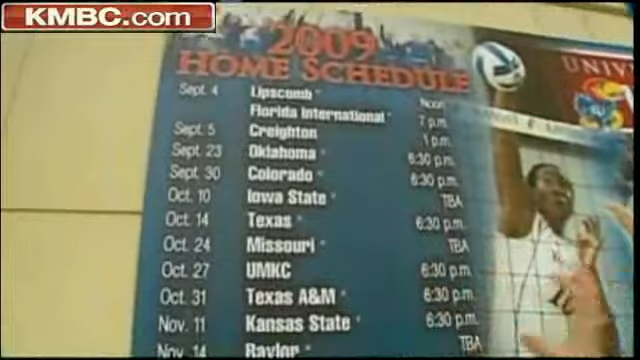 KMBC.com
2009
HOME SCHEDULE
Sept. 4 Lipscomb * Noon
Florida International * 7 p.m.
Sept. 5 Creighton 1 p.m.
Sept. 23 Oklahoma * 6:30 p.m.
Sept. 30 Colorado * 6:30 p.m.
Oct. 10 Iowa State * TBA
Oct. 14 Texas * 6:30 p.m.
Oct. 24 Missouri * TBA
Oct. 27 UMKC 6:30 p.m.
Oct. 31 Texas A&M * 6:30 p.m.
Nov. 11 Kansas State * 6:30 p.m.
Nov. 14 Baylor * TBA